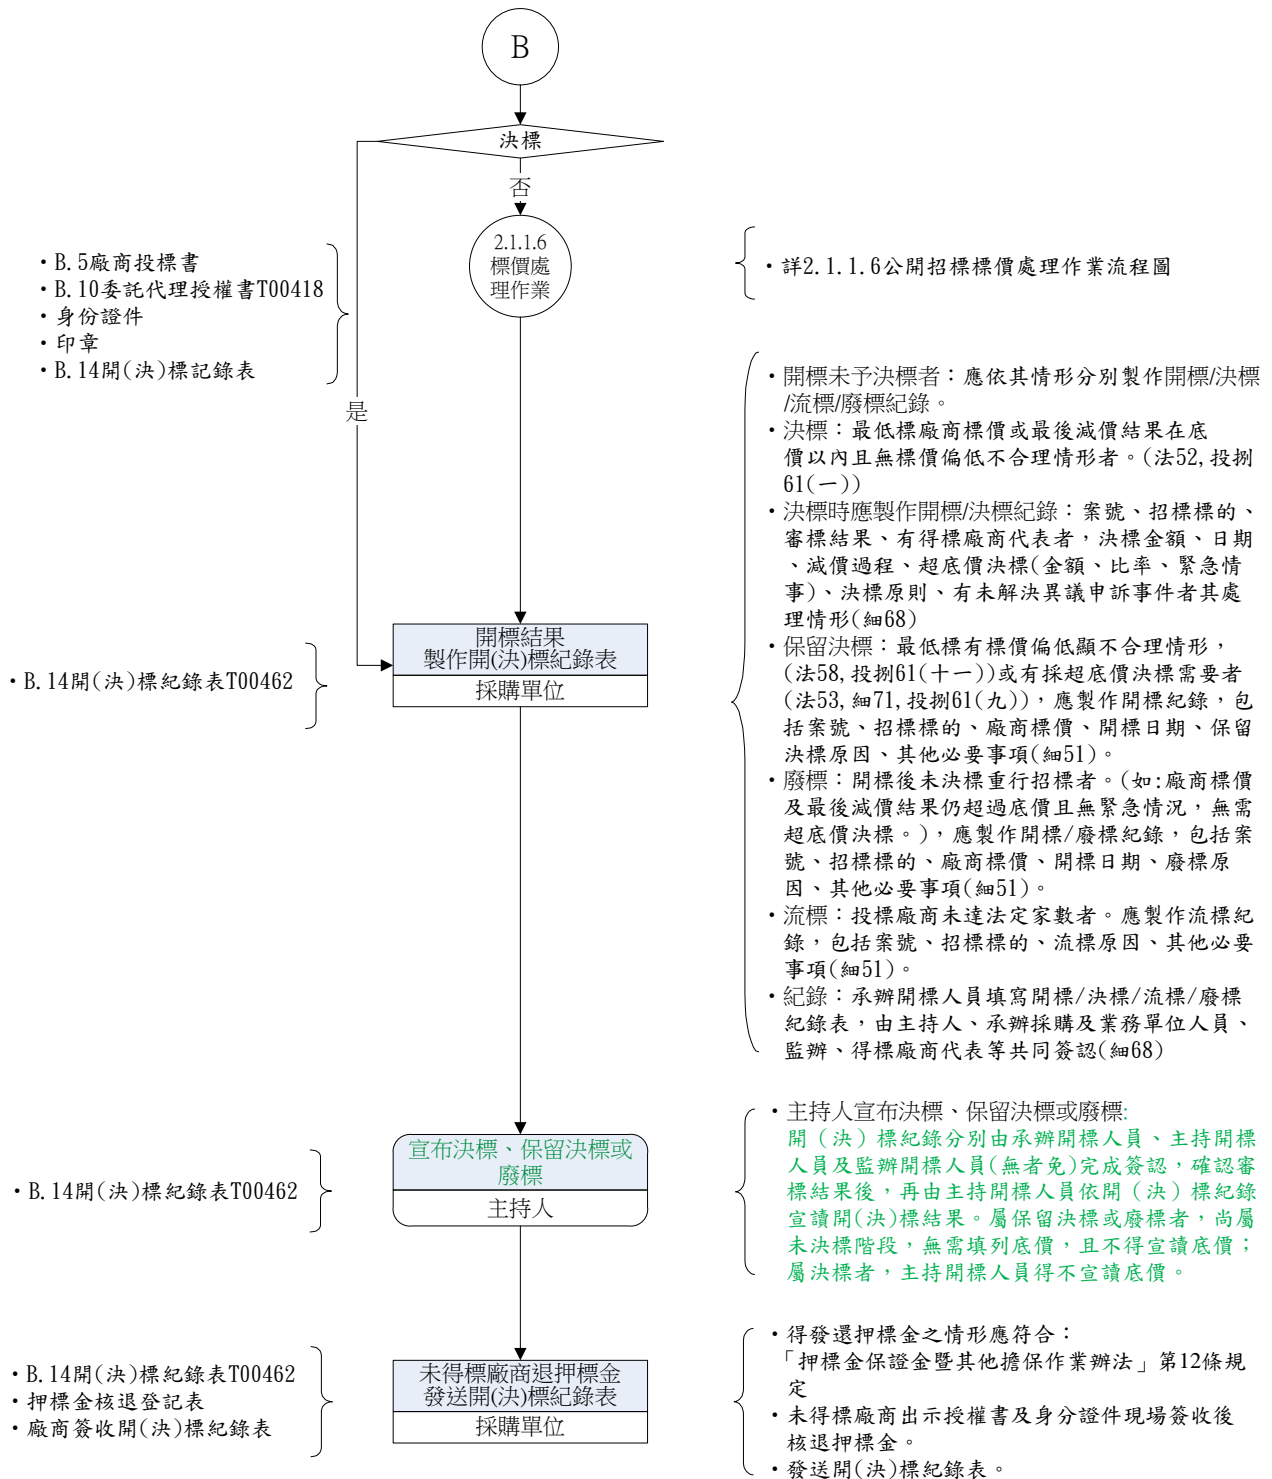 B
決標
否
2.1.1.6
標價處
理作業
是
・B.5廠商投標書
・B.10委託代理授權書T00418
・身份證件
・印章
・B.14開(決)標記錄表
・詳2.1.1.6公開招標標價處理作業流程圖
開標結果
製作開(決)標紀錄表
採購單位
・B.14開(決)標紀錄表T00462
・開標未予決標者：應依其情形分別製作開標/決標
/流標/廢標紀錄。
・決標：最低標廠商標價或最後減價結果在底
價以內且無標價偏低不合理情形者。(法52,投捌
61(一))
・決標時應製作開標/決標紀錄：案號、招標標的、
審標結果、有得標廠商代表者，決標金額、日期
、減價過程、超底價決標(金額、比率、緊急情
事)、決標原則、有未解決異議申訴事件者其處
理情形(細68)
・保留決標：最低標有標價偏低顯不合理情形，
(法58,投捌61(十一))或有採超底價決標需要者
(法53,細71,投捌61(九))，應製作開標紀錄，包
括案號、招標標的、廠商標價、開標日期、保留
決標原因、其他必要事項(細51)。
・廢標：開標後未決標重行招標者。(如:廠商標價
及最後減價結果仍超過底價且無緊急情況，無需
超底價決標。)，應製作開標/廢標紀錄，包括案
號、招標標的、廠商標價、開標日期、廢標原
因、其他必要事項(細51)。
・流標：投標廠商未達法定家數者。應製作流標紀
錄，包括案號、招標標的、流標原因、其他必要
事項(細51)。
・紀錄：承辦開標人員填寫開標/決標/流標/廢標
紀錄表，由主持人、承辦採購及業務單位人員、
監辦、得標廠商代表等共同簽認(細68)
宣布決標、保留決標或
廢標
主持人
・B.14開(決)標紀錄表T00462
・主持人宣布決標、保留決標或廢標:
開（決）標紀錄分別由承辦開標人員、主持開標
人員及監辦開標人員(無者免)完成簽認，確認審
標結果後，再由主持開標人員依開（決）標紀錄
宣讀開(決)標結果。屬保留決標或廢標者，尚屬
未決標階段，無需填列底價，且不得宣讀底價；
屬決標者，主持開標人員得不宣讀底價。
未得標廠商退押標金
發送開(決)標紀錄表
採購單位
・B.14開(決)標紀錄表T00462
・押標金核退登記表
・廠商簽收開(決)標紀錄表
・得發還押標金之情形應符合：
「押標金保證金暨其他擔保作業辦法」第12條規
定
・未得標廠商出示授權書及身分證件現場簽收後
核退押標金。
・發送開(決)標紀錄表。